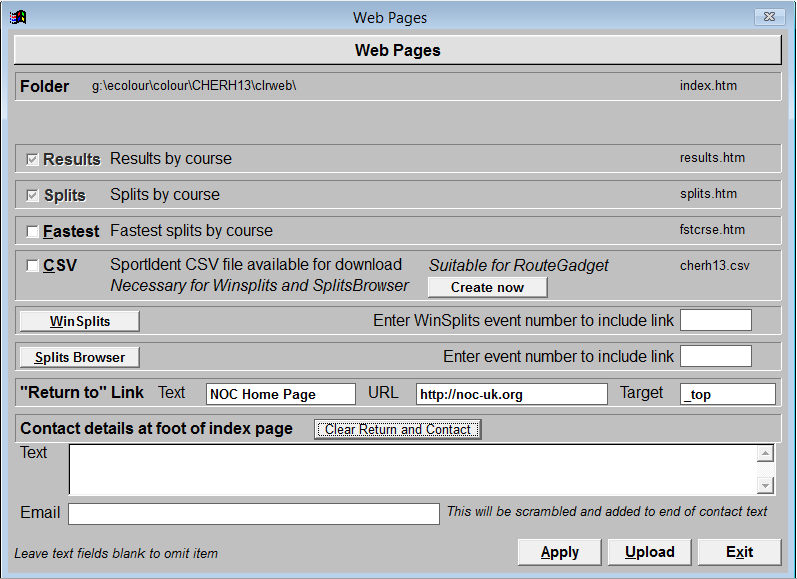 Web Pages
Web Pages
Folder g:\ecolour\colour\CHERH13\clrweb\ index.htm
Results Results by course results.htm
Splits Splits by course splits.htm
Fastest Fastest splits by course fstcrse.htm
CSV SportIdent CSV file available for download Suitable for RouteGadget cherh13.csv
Necessary for Winsplits and SplitsBrowser Create now
WinSplits Enter WinSplits event number to include link
Splits Browser Enter event number to include link
"Return to" Link Text NOC Home Page URL http://noc-uk.org Target _top
Contact details at foot of index page Clear Return and Contact
Text
Email This will be scrambled and added to end of contact text
Leave text fields blank to omit item Apply Upload Exit